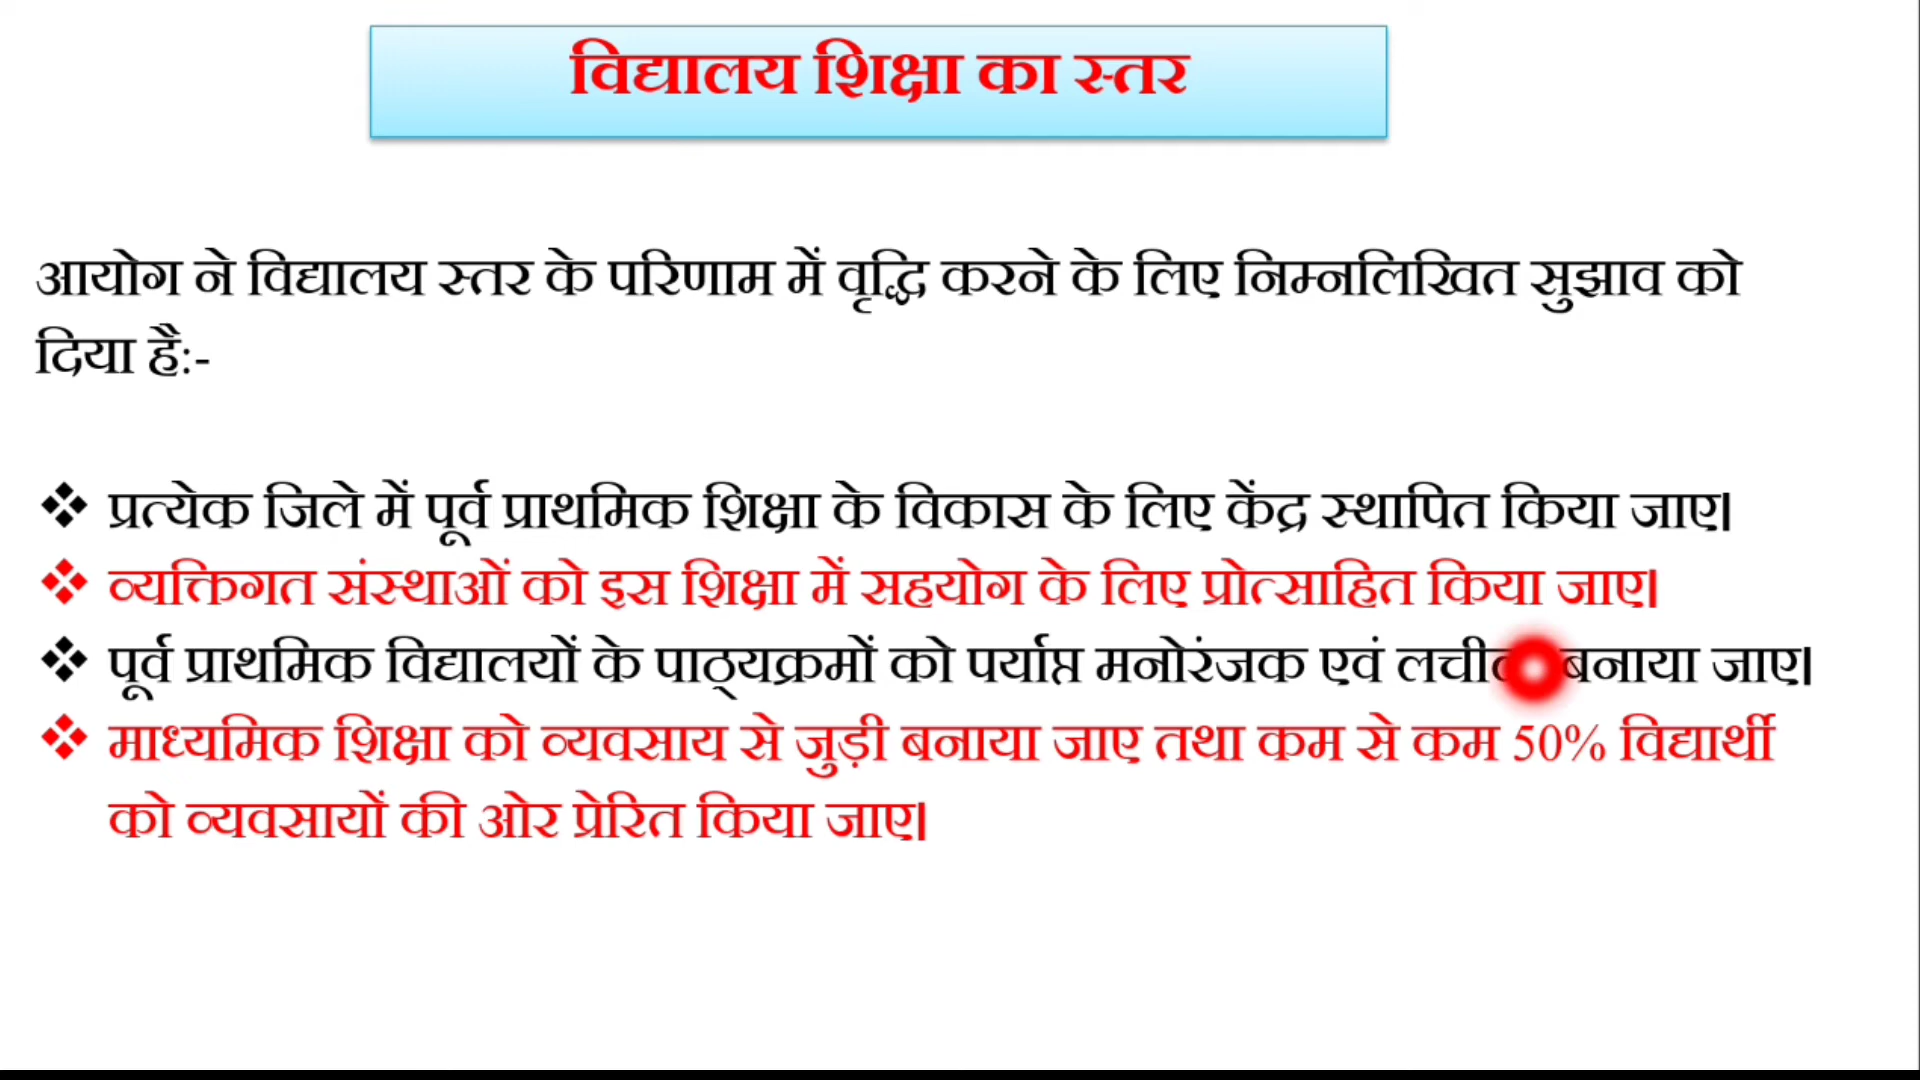 विद्यालय शिक्षा का स्तर
आयोग ने विद्यालय स्तर के परिणाम में वृद्धि करने के लिए निम्नलिखित सुझाव को
दिया है:-
❖ प्रत्येक जिले में पूर्व प्राथमिक शिक्षा के विकास के लिए केंद्र स्थापित किया जाए।
❖ व्यक्तिगत संस्थाओं को इस शिक्षा में सहयोग के लिए प्रोत्साहित किया जाए।
❖ पूर्व प्राथमिक विद्यालयों के पाठ्यक्रमों को पर्याप्त मनोरंजक एवं बनाया जाए।
❖ माध्यमिक शिक्षा को व्यवसाय से जुड़ी बनाया जाए तथा कम से कम 50% विद्यार्थी
को व्यवसायों की ओर प्रेरित किया जाए।